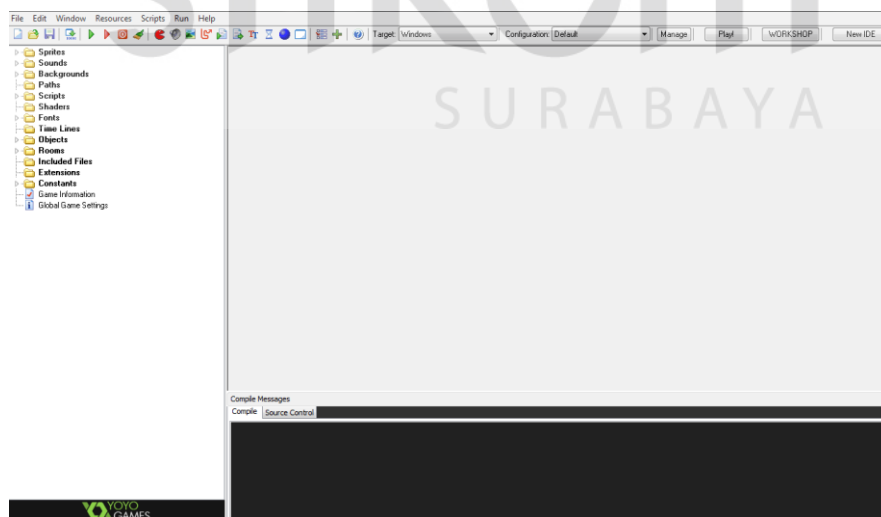 File Edit Window Resources Scripts Run Help
Target: Windows Configuration: Default Manage Play! WORKSHOP New IDE
Sprites
Sounds
Backgrounds
Paths
Scripts
Shaders
Fonts
Time Lines
Objects
Rooms
Included Files
Extensions
Constants
Game Information
Global Game Settings
SURABAYA
Compile Messages
Compile Source Control
YOYO
GAMES